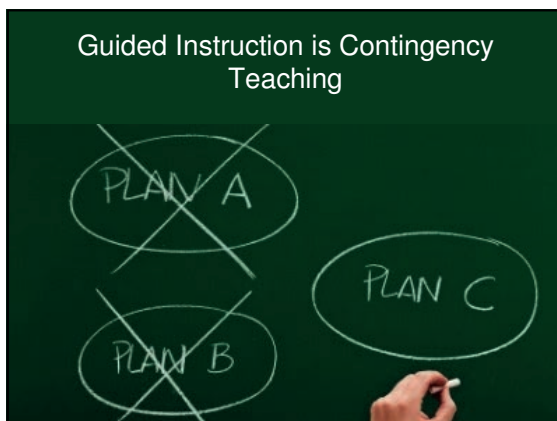 Guided Instruction is Contingency
Teaching
PLAN A
PLAN B
PLAN C